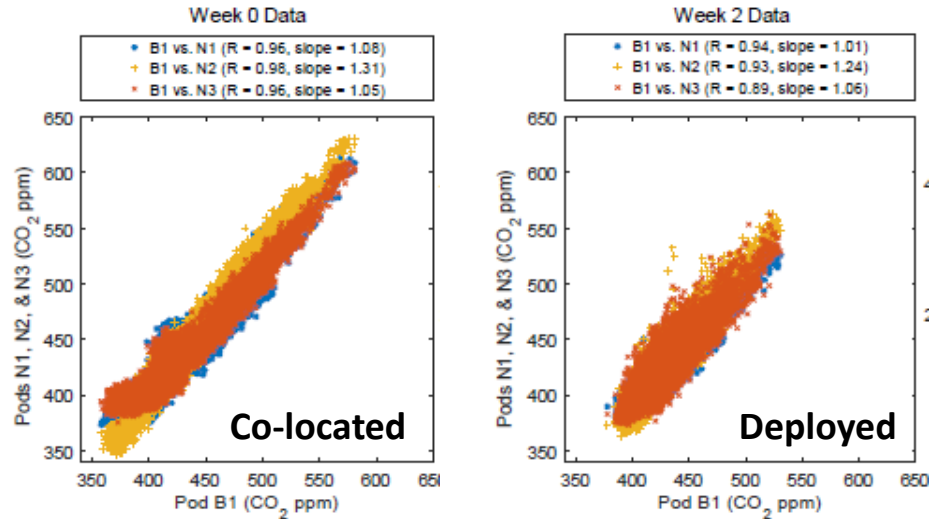 Week 0 Data
B1 vs. N1 (R = 0.96, slope = 1.08)
B1 vs. N2 (R = 0.98, slope = 1.31)
B1 vs. N3 (R = 0.96, slope = 1.05)
650
600
550
500
450
400
350
Pods N1, N2, & N3 (CO2 ppm)
Co-located
350 400 450 500 550 600 650
Pod B1 (CO2 ppm)
Week 2 Data
B1 vs. N1 (R = 0.94, slope = 1.01)
B1 vs. N2 (R = 0.93, slope = 1.24)
B1 vs. N3 (R = 0.89, slope = 1.06)
650
600
550
500
450
400
350
Pods N1, N2, & N3 (CO2 ppm)
Deployed
350 400 450 500 550 600 650
Pod B1 (CO2 ppm)
4
2